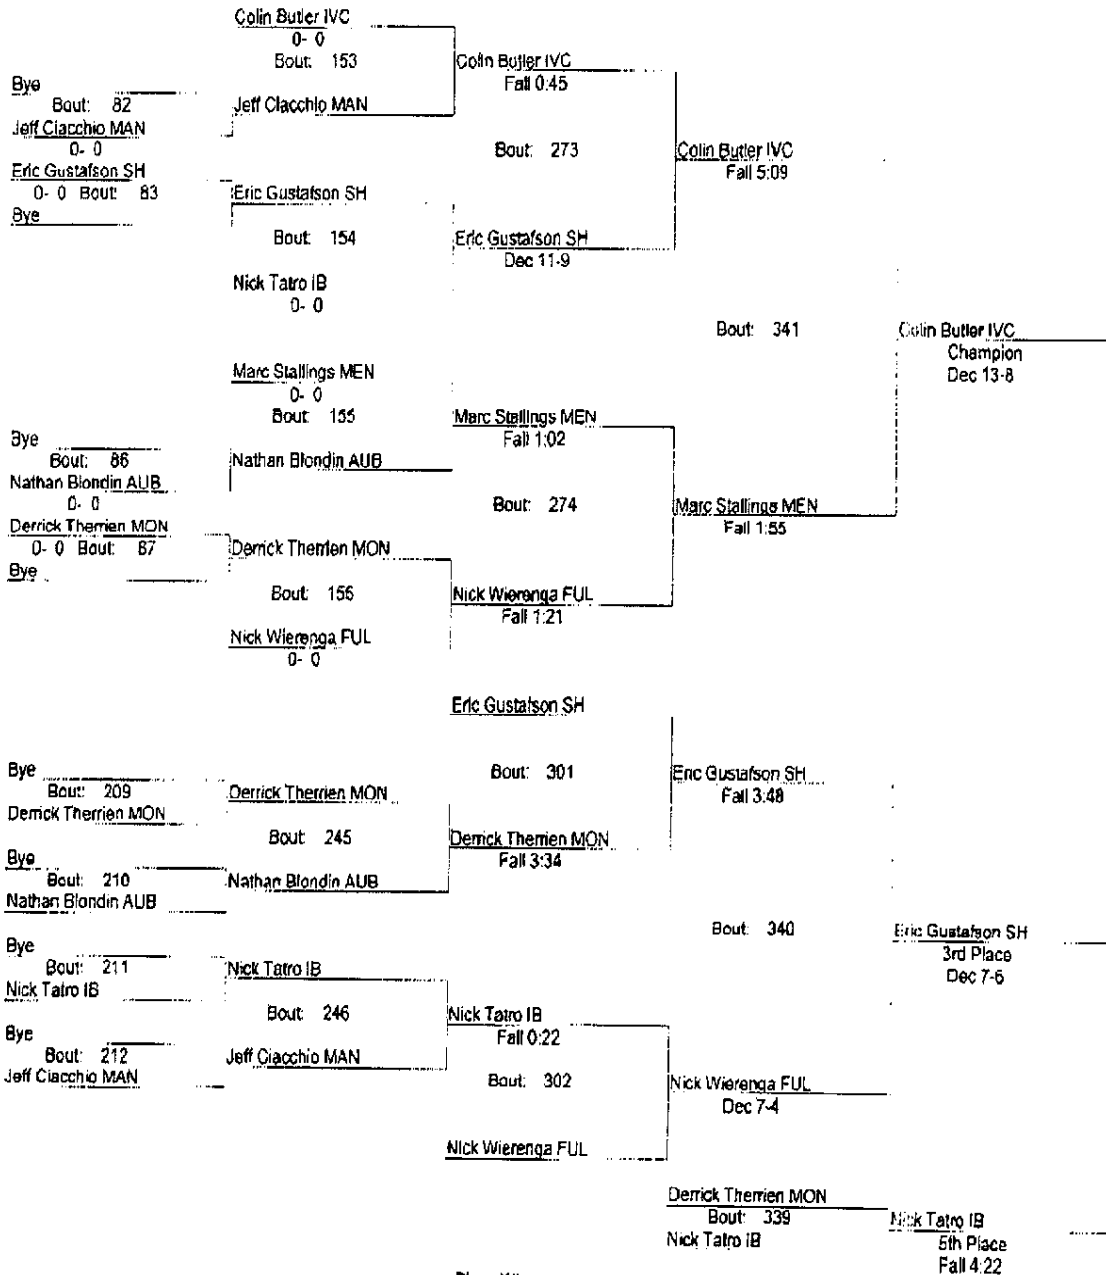 Colin Butler IVC
0- 0
Bout: 153
Colin Butler IVC
Fall 0:45
Bye
Bout: 82
Jeff Ciacchio MAN
Jeff Ciacchio MAN
0- 0
Bout: 273
Colin Butler IVC
Fall 5:09
Eric Gustafson SH
0- 0 Bout: 83
Eric Gustafson SH
Bye
Bout: 154
Eric Gustafson SH
Dec 11-9
Nick Tatro IB
0- 0
Bout: 341
Colin Butler IVC
Champion
Dec 13-8
Marc Stallings MEN
0- 0
Bout: 155
Marc Stallings MEN
Fall 1:02
Bye
Bout: 86
Nathan Blondin AUB
Nathan Blondin AUB
0- 0
Bout: 274
Marc Stallings MEN
Fall 1:55
Derrick Therrien MON
0- 0 Bout: 87
Derrick Therrien MON
Bye
Bout: 156
Nick Wierenga FUL
Fall 1:21
Nick Wierenga FUL
0- 0
Eric Gustafson SH
Bye
Bout: 209
Derrick Therrien MON
Bout: 301
Eric Gustafson SH
Fall 3:48
Derrick Therrien MON
Bout: 245
Derrick Therrien MON
Fall 3:34
Bye
Bout: 210
Nathan Blondin AUB
Nathan Blondin AUB
Bout: 340
Eric Gustafson SH
3rd Place
Dec 7-6
Bye
Bout: 211
Nick Tatro IB
Nick Tatro IB
Bout: 246
Nick Tatro IB
Fall 0:22
Bye
Bout: 212
Jeff Ciacchio MAN
Jeff Ciacchio MAN
Bout: 302
Nick Wierenga FUL
Dec 7-4
Nick Wierenga FUL
Derrick Therrien MON
Bout: 339
Nick Tatro IB
Nick Tatro IB
5th Place
Fall 4:22